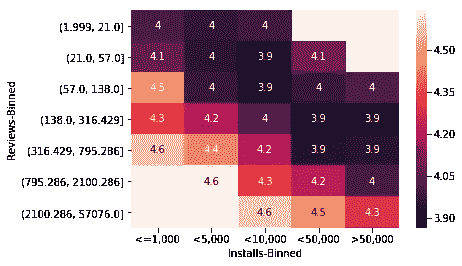 (1.999, 21.0] 4 4 4
(21.0, 57.0] 4.1 4 3.9 4.1
(57.0, 138.0] 4.5 4 3.9 4 4
(138.0, 316.429] 4.3 4.2 4 3.9 3.9
(316.429, 795.286] 4.6 4.4 4.2 3.9 3.9
(795.286, 2100.286] 4.6 4.3 4.2 4
(2100.286, 57076.0] 4.6 4.5 4.3
<=1,000 <5,000 <10,000 <50,000 >50,000
Installs-Binned
Reviews-Binned
4.50
4.35
4.20
4.05
3.90